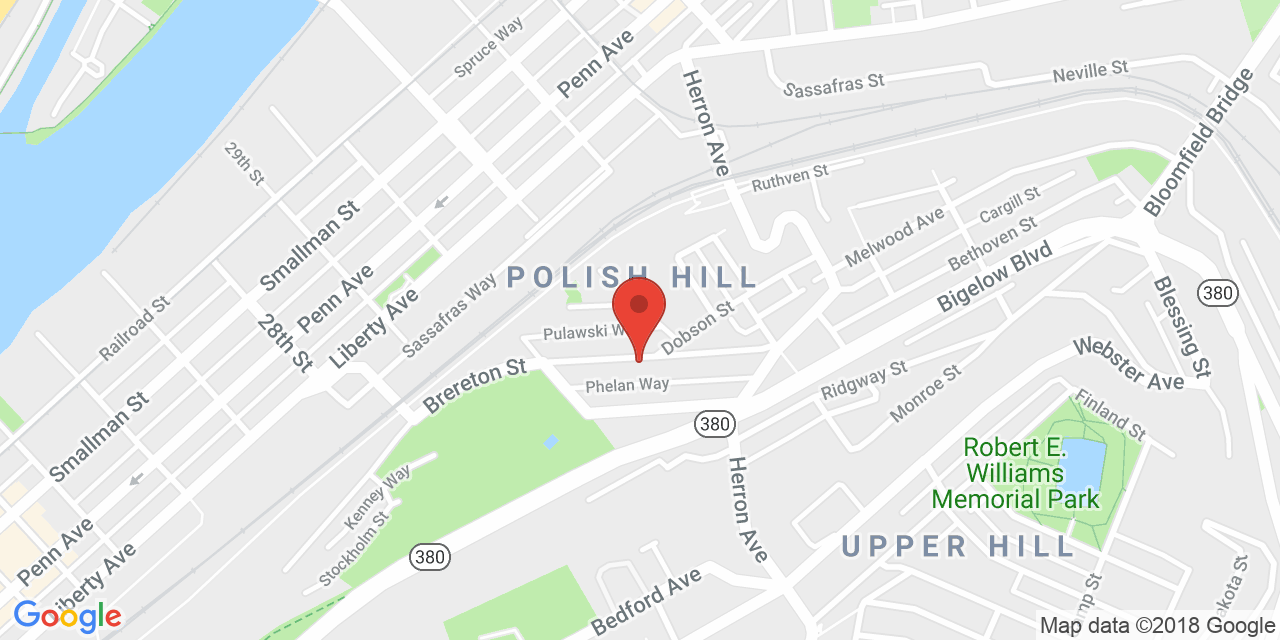 Spruce Way
Penn Ave
Herron Ave
Sassafras St
Neville St
Bloomfield Bridge
29th St
Ruthven St
Smallman St
Cargill St
Melwood Ave
Bethoven St
POLISH HILL
Penn Ave
Liberty Ave
Sassafras Way
Bigelow Blvd
380
Blessing St
Railroad St
28th St
Pulawski
Dobson St
Webster Ave
Brereton St
Phelan Way
Ridgway St
Monroe St
Finland St
Smallman St
380
Robert E.
Williams
Memorial Park
Kenney Way
Stockholm St
Herron Ave
UPPER HILL
380
Penn Ave
Liberty Ave
Bedford Ave
St
St
Google
Map data ©2018 Google